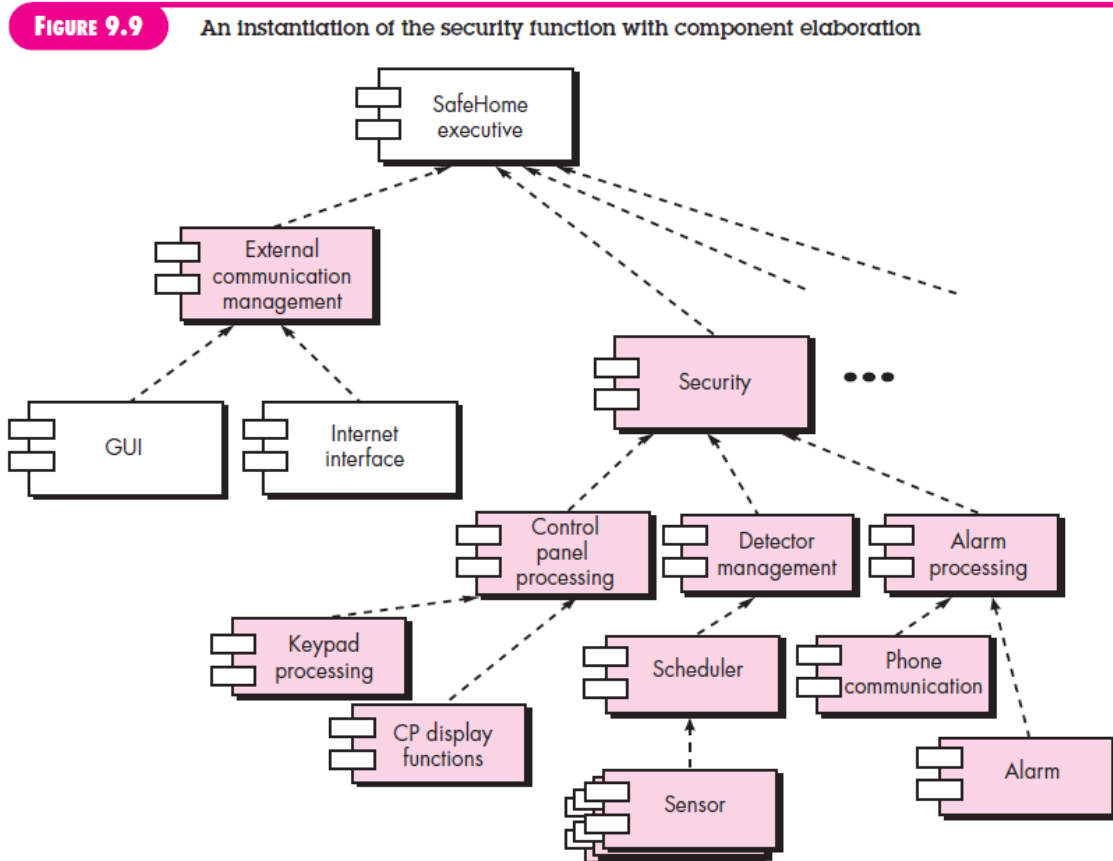 FIGURE 9.9
An instantiation of the security function with component elaboration
SafeHome
executive
External
communication
management
Security
GUI
Internet
interface
Control
panel
processing
Detector
management
Alarm
processing
Keypad
processing
Scheduler
Phone
communication
CP display
functions
Alarm
Sensor